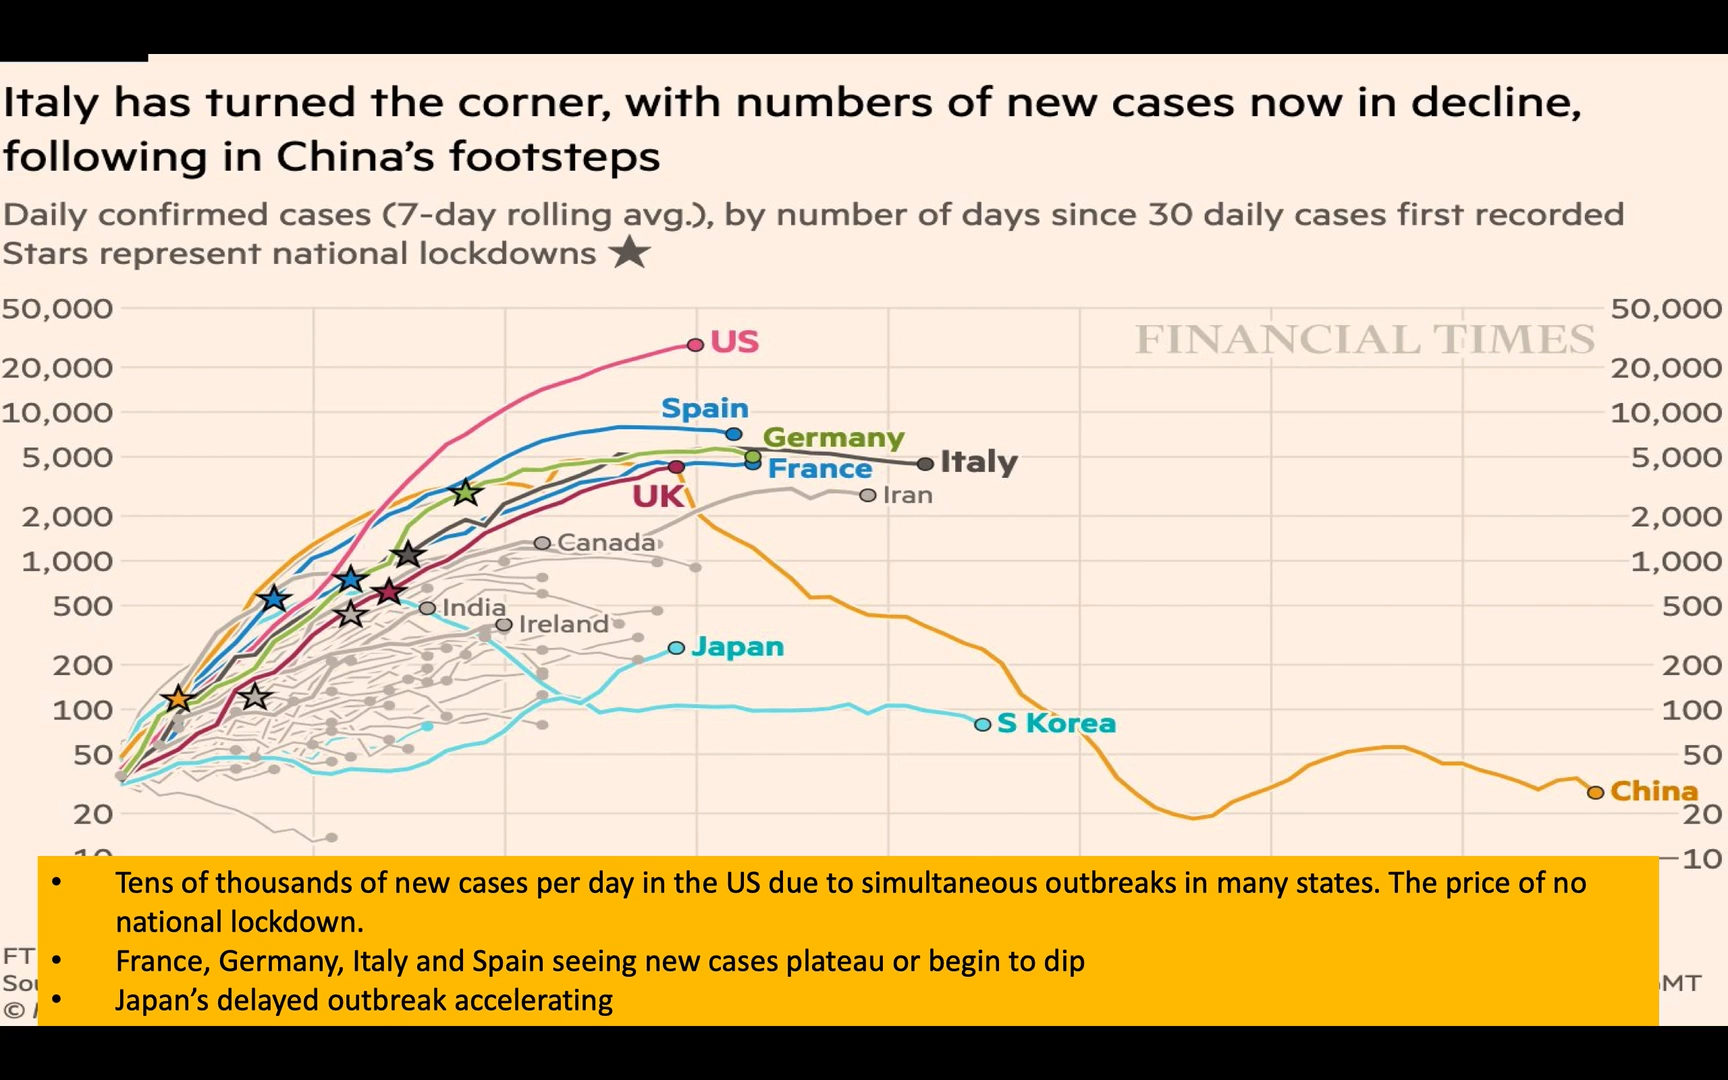 Italy has turned the corner, with numbers of new cases now in decline,
following in China's footsteps
Daily confirmed cases (7-day rolling avg.), by number of days since 30 daily cases first recorded
Stars represent national lockdowns
50,000
20,000
10,000
5,000
2,000
1,000
500
200
100
50
20
10
50,000
20,000
10,000
5,000
2,000
1,000
500
200
100
50
20
10
FINANCIAL TIMES
US
Spain
Germany
France
Italy
UK
Iran
Canada
India
Ireland
Japan
S Korea
China
• Tens of thousands of new cases per day in the US due to simultaneous outbreaks in many states. The price of no
national lockdown.
• France, Germany, Italy and Spain seeing new cases plateau or begin to dip
• Japan's delayed outbreak accelerating
FT
©